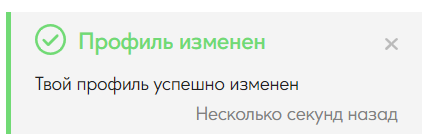 Профиль изменен
Твой профиль успешно изменен
Несколько секунд назад